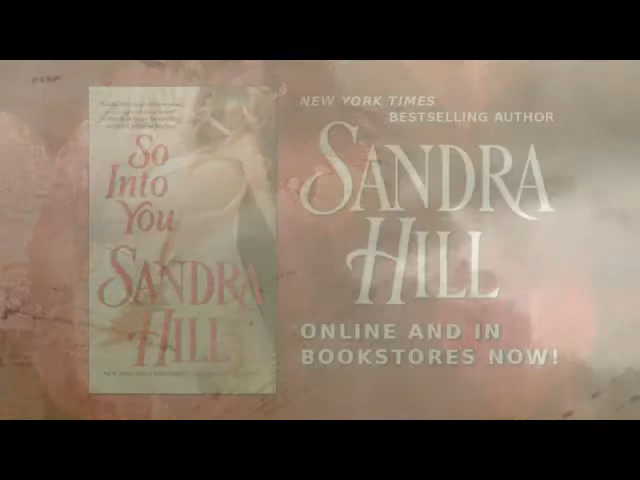 So
Into
You
SANDRA
HILL
NEW YORK TIMES
BESTSELLING AUTHOR
SANDRA
HILL
ONLINE AND IN
BOOKSTORES NOW!